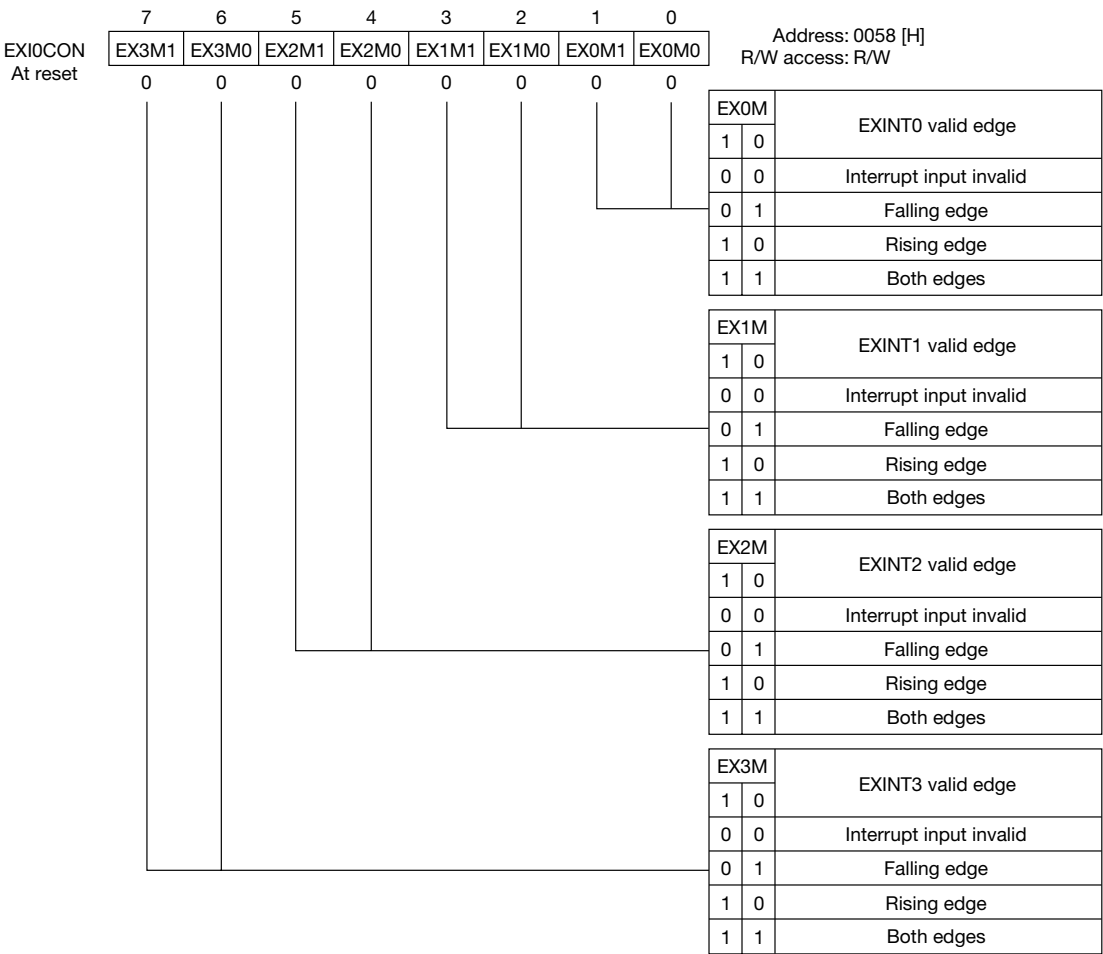 7 6 5 4 3 2 1 0
EXI0CON EX3M1 EX3M0 EX2M1 EX2M0 EX1M1 EX1M0 EX0M1 EX0M0
At reset 0 0 0 0 0 0 0 0
Address: 0058 [H]
R/W access: R/W
EX0M EXINT0 valid edge
1 0
0 0 Interrupt input invalid
0 1 Falling edge
1 0 Rising edge
1 1 Both edges
EX1M EXINT1 valid edge
1 0
0 0 Interrupt input invalid
0 1 Falling edge
1 0 Rising edge
1 1 Both edges
EX2M EXINT2 valid edge
1 0
0 0 Interrupt input invalid
0 1 Falling edge
1 0 Rising edge
1 1 Both edges
EX3M EXINT3 valid edge
1 0
0 0 Interrupt input invalid
0 1 Falling edge
1 0 Rising edge
1 1 Both edges